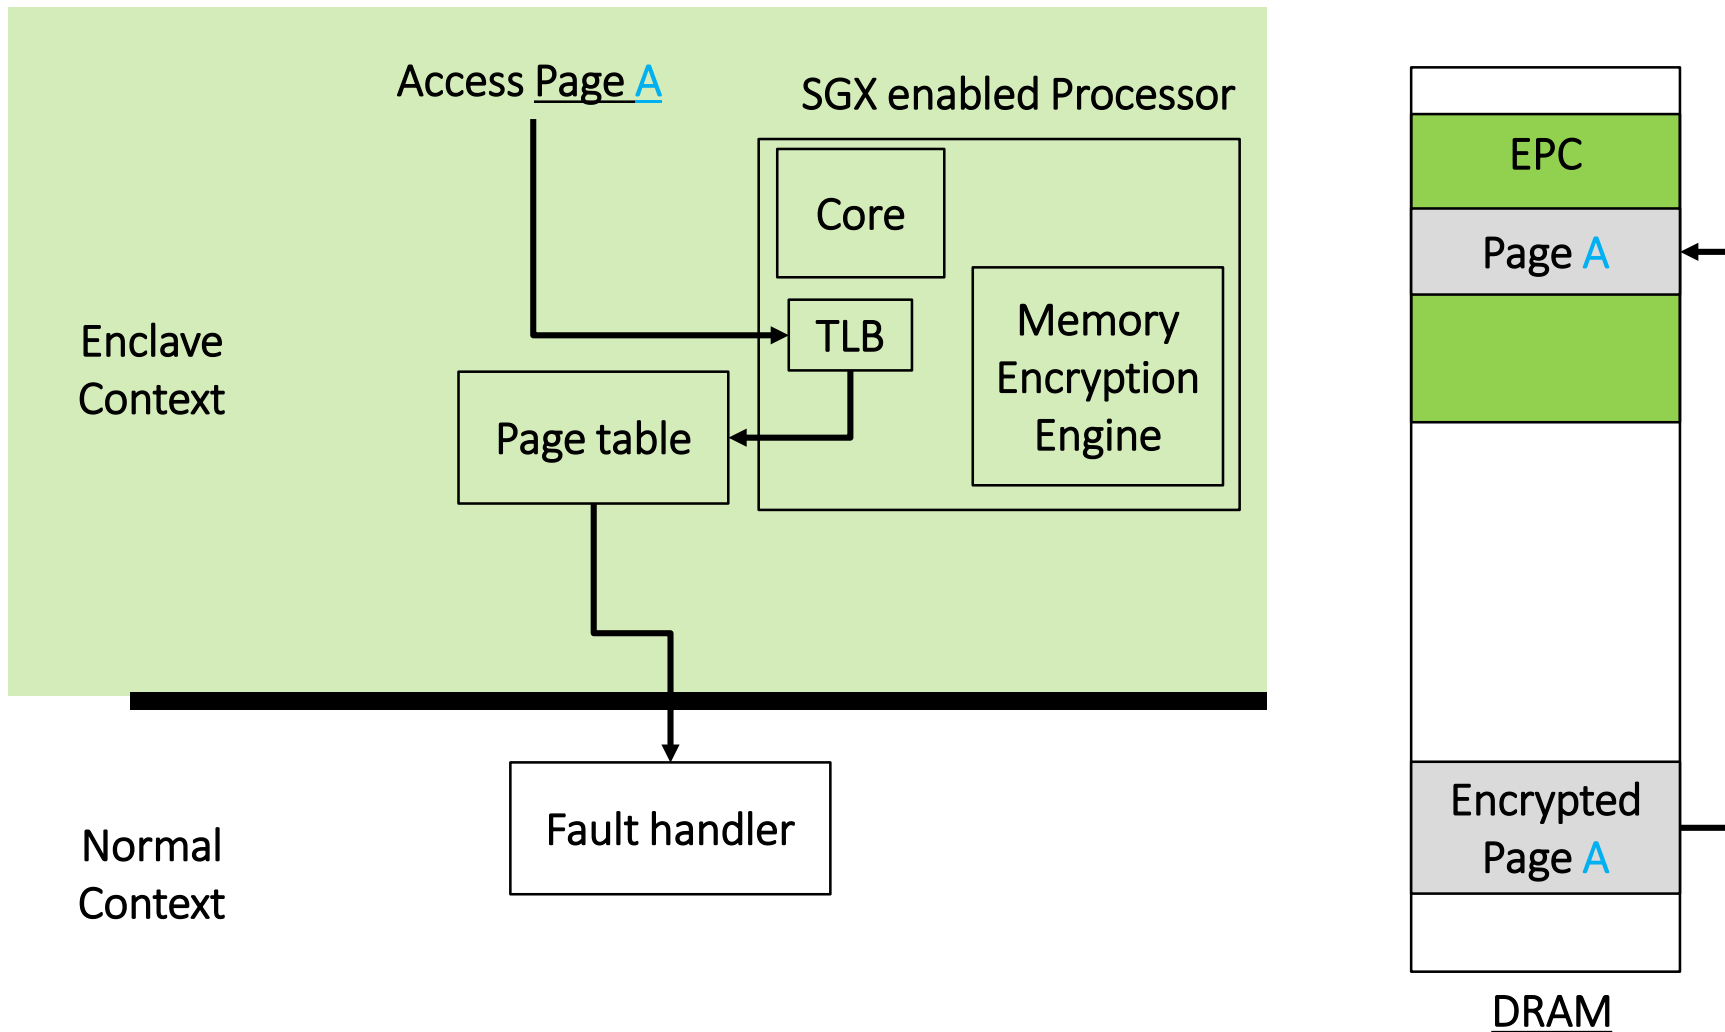 Access Page A
SGX enabled Processor
Core
TLB
Memory
Encryption
Engine
Page table
Enclave
Context
Fault handler
Normal
Context
EPC
Page A
Encrypted
Page A
DRAM